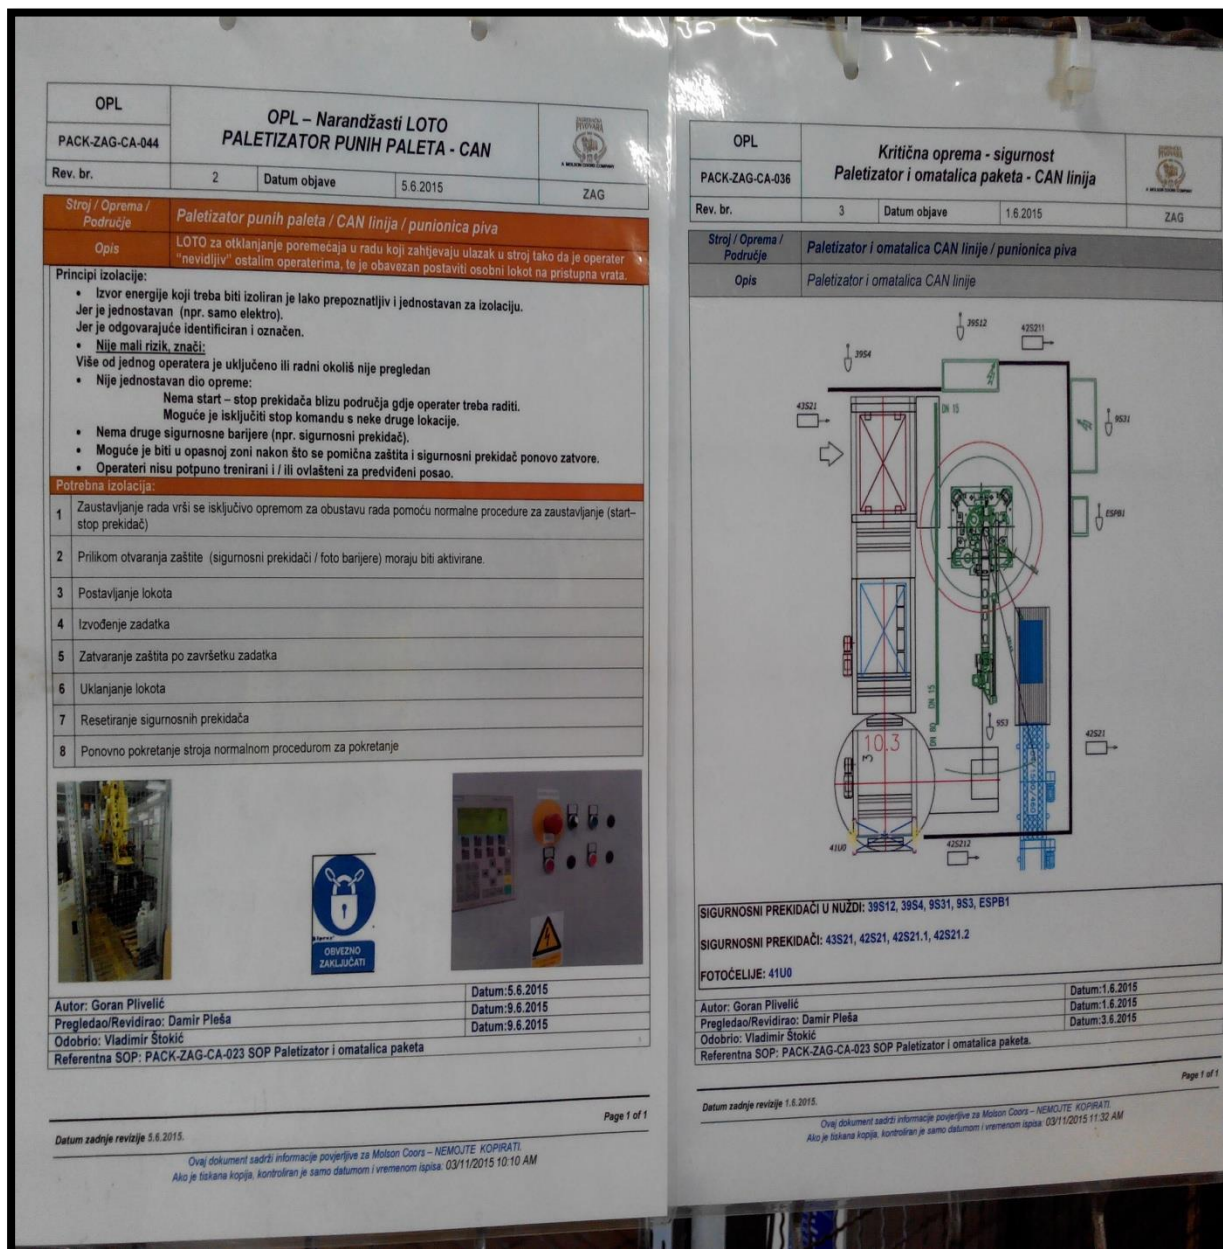 OPL
PACK-ZAG-CA-044
OPL – Narandžasti LOTO
PALETIZATOR PUNIH PALETA - CAN
ZAGREBAČKA
PIVOVARA
A MOLSON COORS COMPANY
Rev. br.
2
Datum objave
5.6.2015
ZAG
Stroj / Oprema /
Područje
Paletizator punih paleta / CAN linija / punionica piva
Opis
LOTO za otklanjanje poremećaja u radu koji zahtjevaju ulazak u stroj tako da je operater
"nevidljiv" ostalim operaterima, te je obavezan postaviti osobni lokot na pristupna vrata.
Principi izolacije:
• Izvor energije koji treba biti izoliran je lako prepoznatljiv i jednostavan za izolaciju.
Jer je jednostavan (npr. samo elektro).
Jer je odgovarajuće identificiran i označen.
• Nije mali rizik, znači:
Više od jednog operatera je uključeno ili radni okoliš nije pregledan
• Nije jednostavan dio opreme:
Nema start – stop prekidača blizu područja gdje operater treba raditi.
Moguće je isključiti stop komandu s neke druge lokacije.
• Nema druge sigurnosne barijere (npr. sigurnosni prekidač).
• Moguće je biti u opasnoj zoni nakon što se pomična zaštita i sigurnosni prekidač ponovo zatvore.
• Operateri nisu potpuno trenirani i / ili ovlašteni za predviđeni posao.
Potrebna izolacija:
1 Zaustavljanje rada vrši se isključivo opremom za obustavu rada pomoću normalne procedure za zaustavljanje (start–
stop prekidač)
2 Prilikom otvaranja zaštite (sigurnosni prekidači / foto barijere) moraju biti aktivirane.
3 Postavljanje lokota
4 Izvođenje zadatka
5 Zatvaranje zaštita po završetku zadatka
6 Uklanjanje lokota
7 Resetiranje sigurnosnih prekidača
8 Ponovno pokretanje stroja normalnom procedurom za pokretanje
OBVEZNO
ZAKLJUČATI
Autor: Goran Plivelić
Datum:5.6.2015
Pregledao/Revidirao: Damir Pleša
Datum:9.6.2015
Odobrio: Vladimir Štokić
Datum:9.6.2015
Referentna SOP: PACK-ZAG-CA-023 SOP Paletizator i omatalica paketa
Page 1 of 1
Datum zadnje revizije 5.6.2015.
Ovaj dokument sadrži informacije povjerljive za Molson Coors – NEMOJTE KOPIRATI.
Ako je tiskana kopija, kontroliran je samo datumom i vremenom ispisa: 03/11/2015 10:10 AM
OPL
PACK-ZAG-CA-036
Kritična oprema - sigurnost
Paletizator i omatalica paketa - CAN linija
PIVOVARA
A MOLSON COORS COMPANY
Rev. br.
3
Datum objave
1.6.2015
ZAG
Stroj / Oprema /
Područje
Paletizator i omatalica CAN linije / punionica piva
Opis
Paletizator i omatalica CAN linije
39S12
42S211
39S4
43S21
DN 15
9S31
ESPB1
DN 15
DN 80
9S3
42S21
10.3
3
41U0
42S212
SIGURNOSNI PREKIDAČI U NUŽDI: 39S12, 39S4, 9S31, 9S3, ESPB1
SIGURNOSNI PREKIDAČI: 43S21, 42S21, 42S21.1, 42S21.2
FOTOĆELIJE: 41U0
Autor: Goran Plivelić
Datum:1.6.2015
Pregledao/Revidirao: Damir Pleša
Datum:1.6.2015
Odobrio: Vladimir Štokić
Datum:3.6.2015
Referentna SOP: PACK-ZAG-CA-023 SOP Paletizator i omatalica paketa.
Page 1 of 1
Datum zadnje revizije 1.6.2015.
Ovaj dokument sadrži informacije povjerljive za Molson Coors – NEMOJTE KOPIRATI.
Ako je tiskana kopija, kontroliran je samo datumom i vremenom ispisa: 03/11/2015 11:32 AM